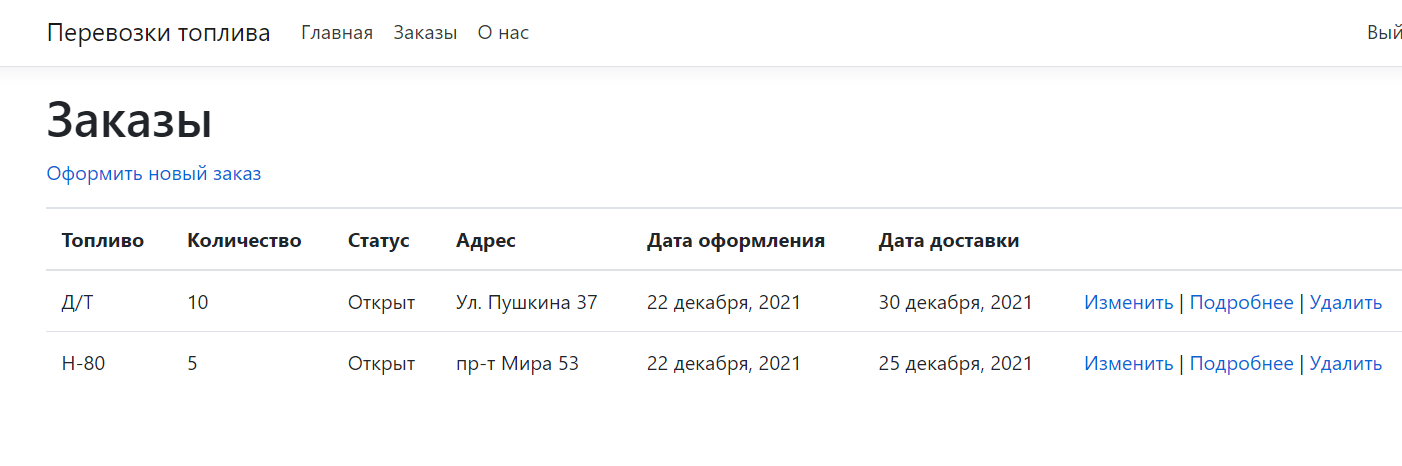 Перевозки топлива Главная Заказы О нас Вый
Заказы
Оформить новый заказ
Топливо Количество Статус Адрес Дата оформления Дата доставки
Д/Т 10 Открыт Ул. Пушкина 37 22 декабря, 2021 30 декабря, 2021 Изменить | Подробнее | Удалить
Н-80 5 Открыт пр-т Мира 53 22 декабря, 2021 25 декабря, 2021 Изменить | Подробнее | Удалить